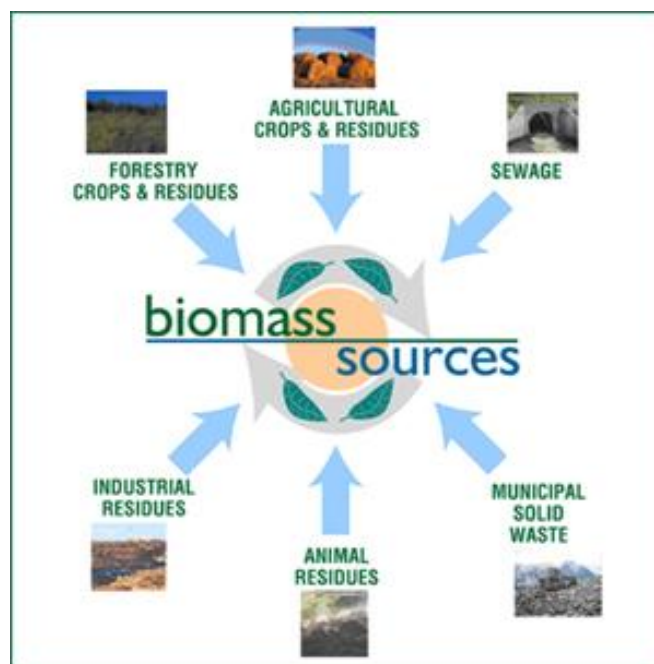 AGRICULTURAL
CROPS & RESIDUES
FORESTRY
CROPS & RESIDUES
SEWAGE
biomass
sources
INDUSTRIAL
RESIDUES
ANIMAL
RESIDUES
MUNICIPAL
SOLID
WASTE